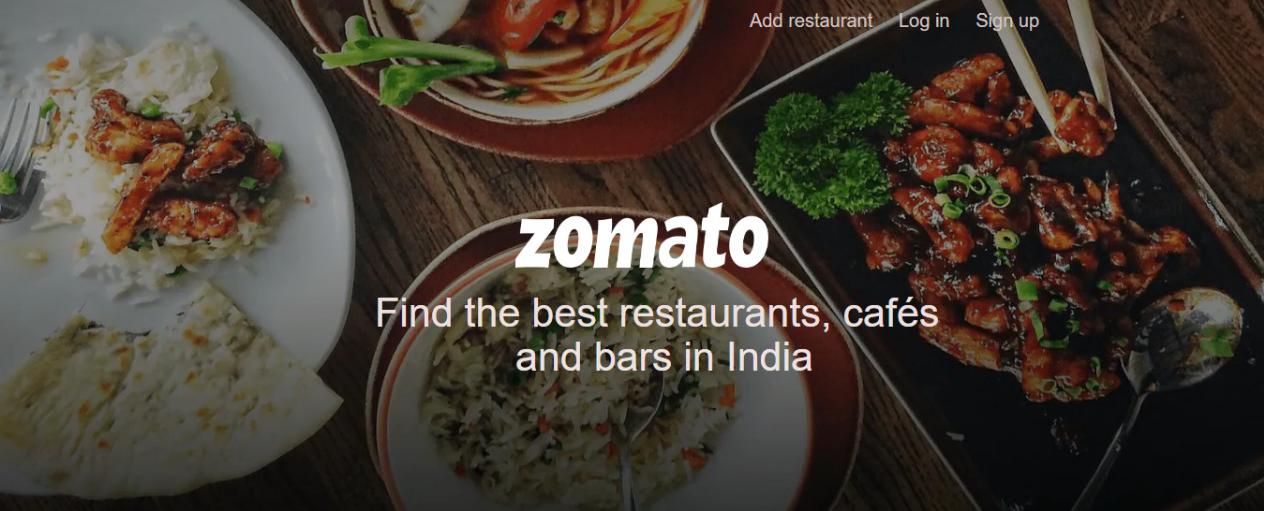 Add restaurant Log in Sign up
zomato
Find the best restaurants, cafés
and bars in India